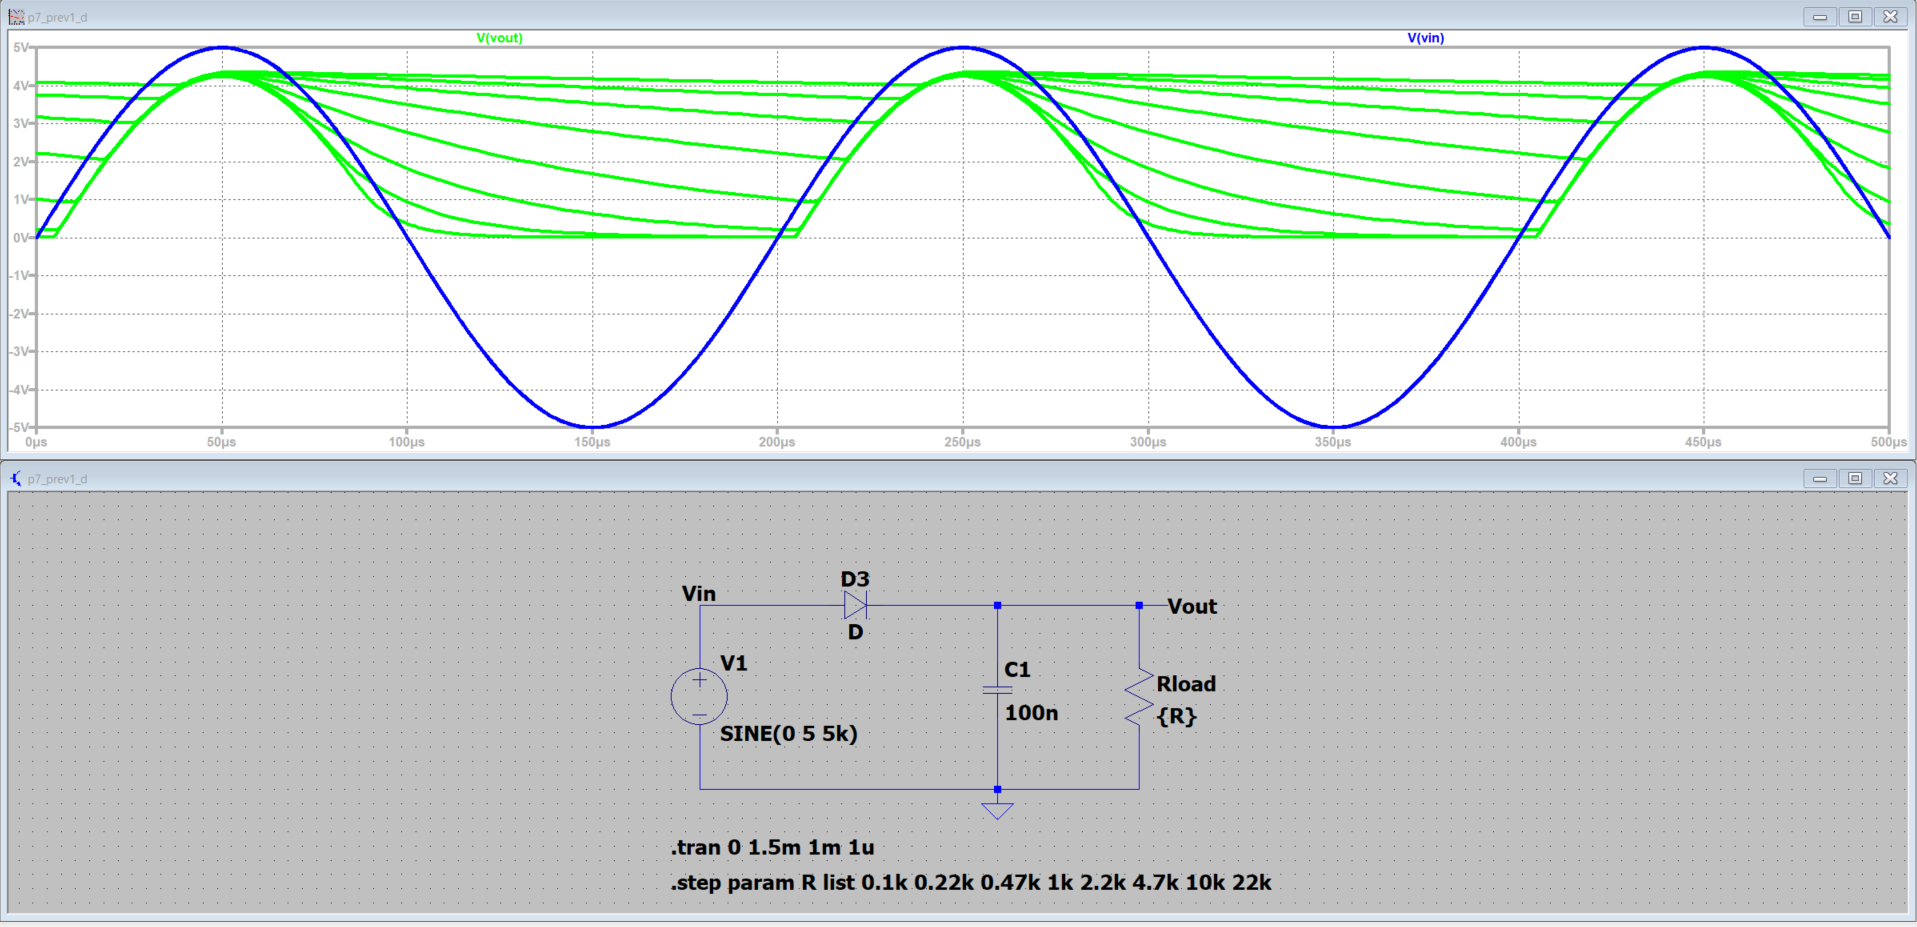 p7_prev1_d
V(vout) V(vin)
5V
4V
3V
2V
1V
0V
-1V
-2V
-3V
-4V
-5V
0µs 50µs 100µs 150µs 200µs 250µs 300µs 350µs 400µs 450µs 500µs
p7_prev1_d
D3
Vin
Vout
D
V1
C1
Rload
100n
{R}
SINE(0 5 5k)
.tran 0 1.5m 1m 1u
.step param R list 0.1k 0.22k 0.47k 1k 2.2k 4.7k 10k 22k